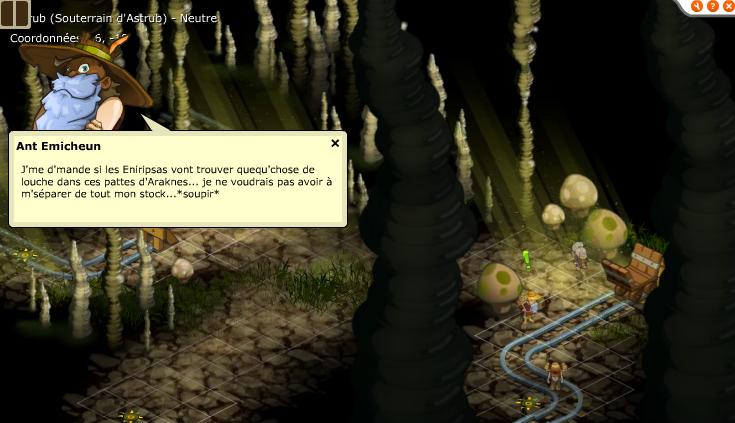 rub (Souterrain d'Astrub) - Neutre
Coordonnées
Ant Emicheun
J'me d'mande si les Eniripsas vont trouver quequ'chose de
louche dans ces pattes d'Araknes... je ne voudrais pas avoir à
m'séparer de tout mon stock...*soupir*